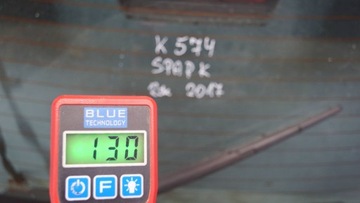 K 574
SPARK
2017
BLUE
TECHNOLOGY
130
F